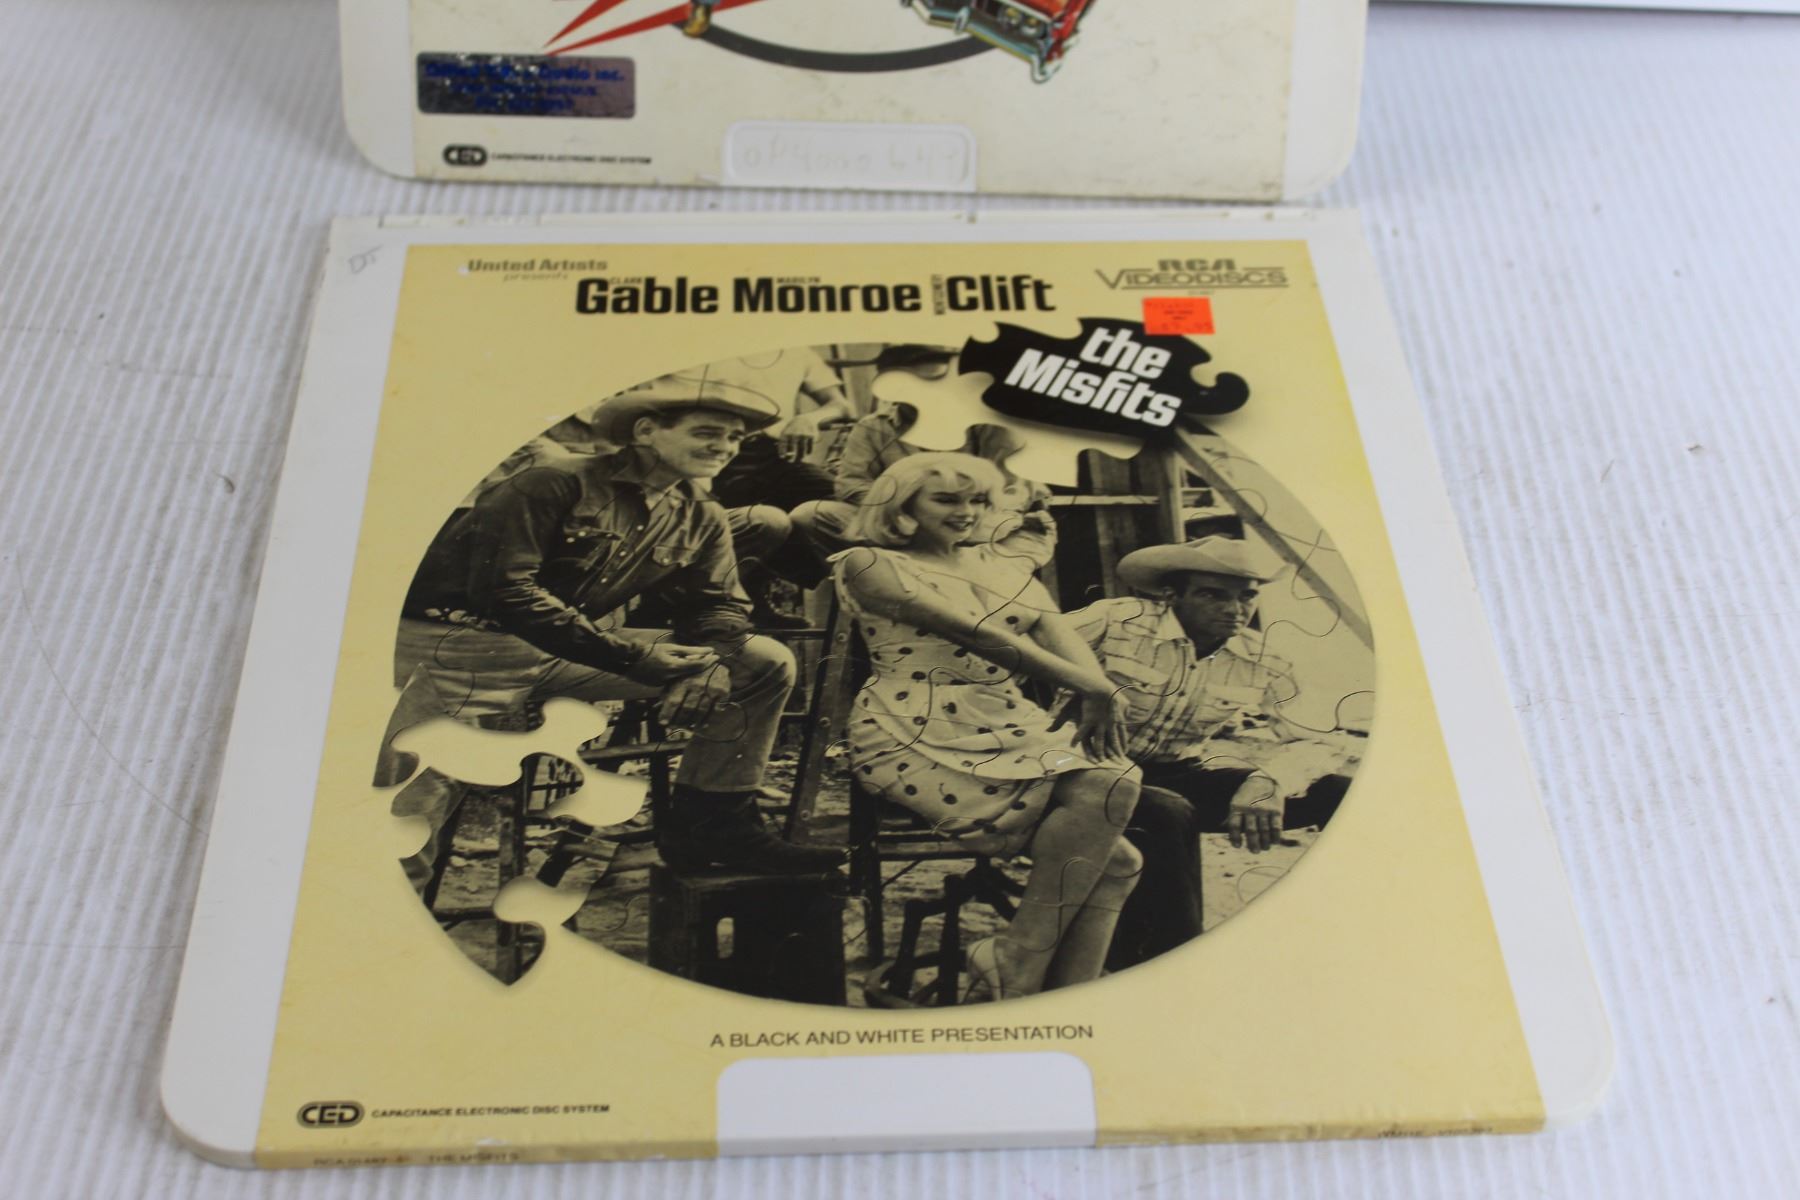 CED CAPACITANCE ELECTRONIC DISC SYSTEM
DJ
United Artists
presents
CLARK Gable MARILYN Monroe MONTGOMERY Clift
RCA
VIDEODISCS
the
Misfits
A BLACK AND WHITE PRESENTATION
CED CAPACITANCE ELECTRONIC DISC SYSTEM
THE MISFITS